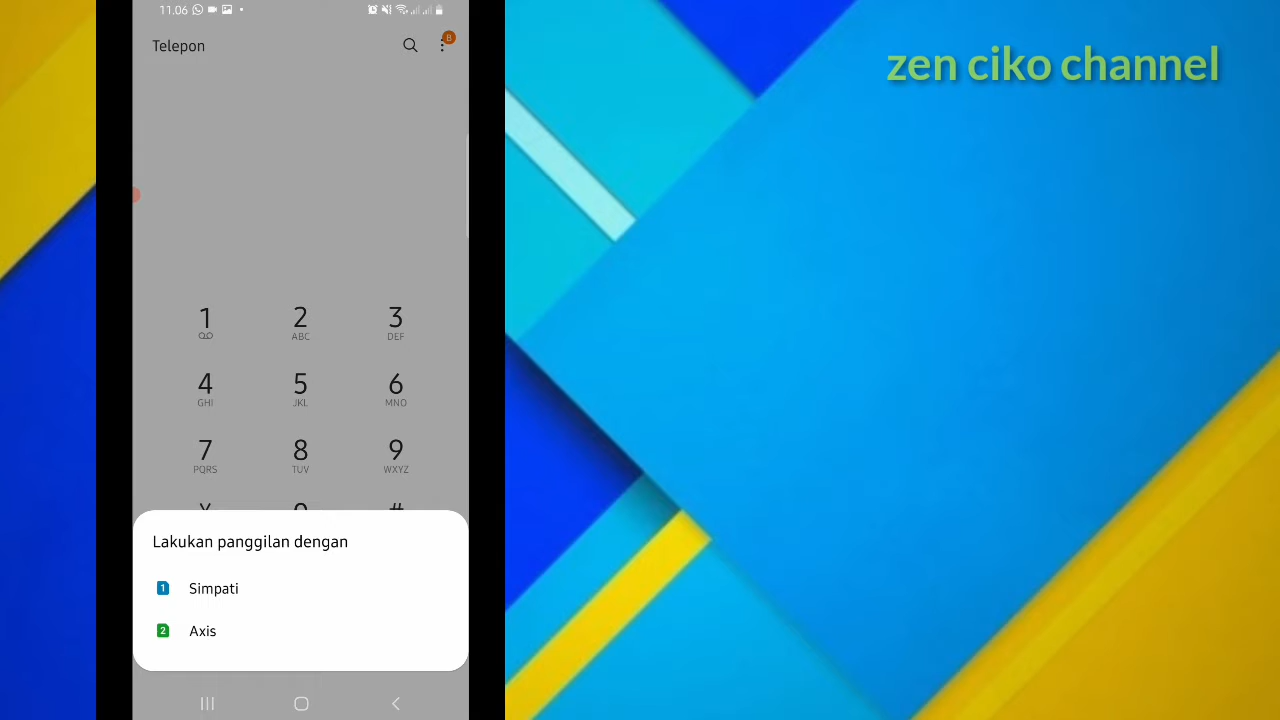 11.06
Telepon
B
zen ciko channel
1
2
ABC
3
DEF
4
GHI
5
JKL
6
MNO
7
PQRS
8
TUV
9
WXYZ
Lakukan panggilan dengan
1 Simpati
2 Axis